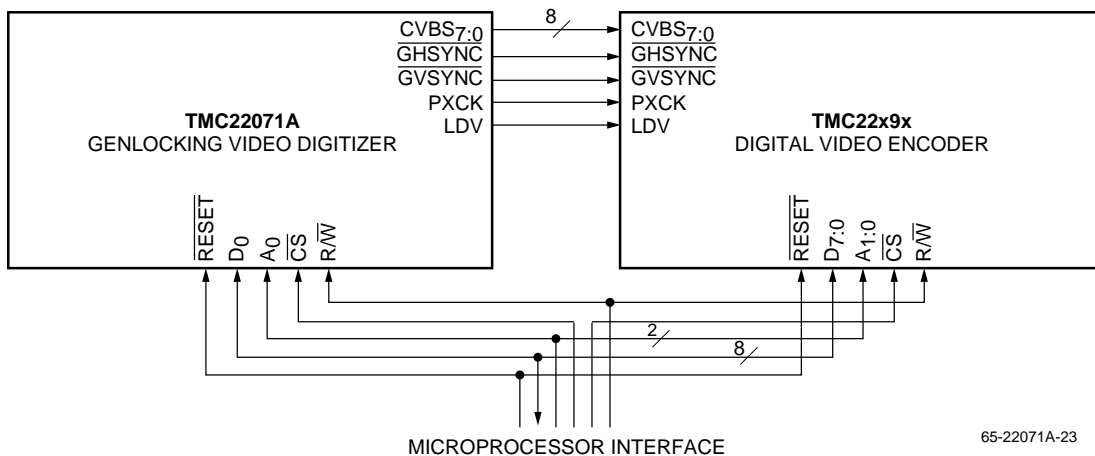 8
CVBS7:0
GHSYNC
GVSYNC
PXCK
LDV
CVBS7:0
GHSYNC
GVSYNC
PXCK
LDV
TMC22071A
GENLOCKING VIDEO DIGITIZER
TMC22x9x
DIGITAL VIDEO ENCODER
RESET
D0
A0
CS
R/W
RESET
D7:0
A1:0
CS
R/W
2
8
MICROPROCESSOR INTERFACE
65-22071A-23